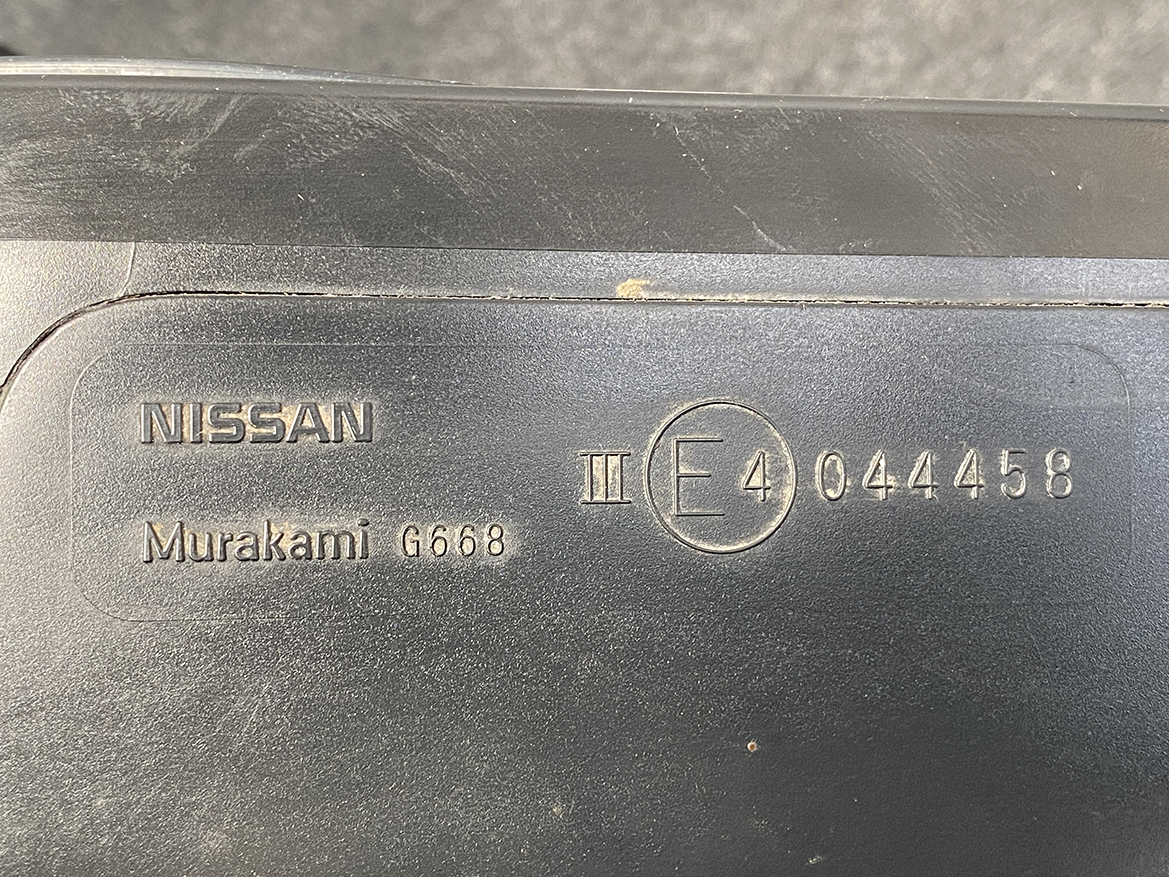 NISSAN
III E4 044458
Murakami G668